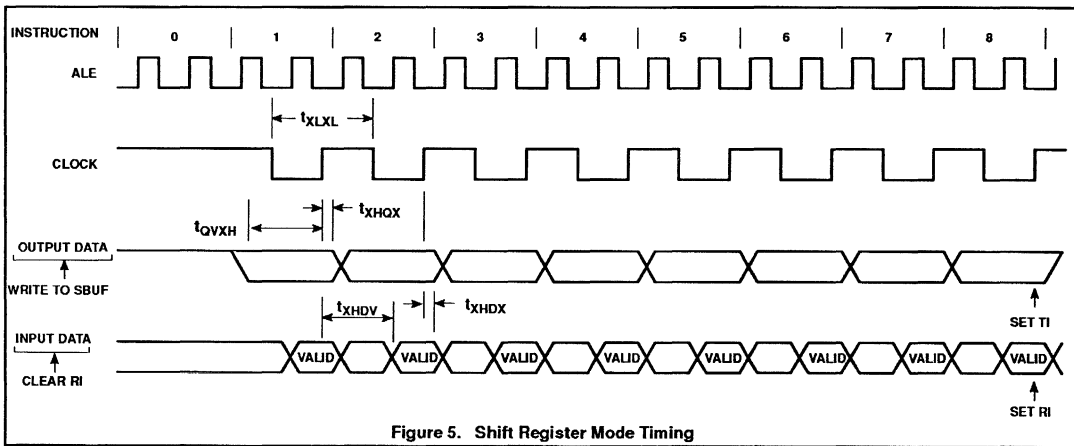 INSTRUCTION | 0 | 1 | 2 | 3 | 4 | 5 | 6 | 7 | 8 |
ALE
tXLXL
CLOCK
tQVXH
tXHQX
OUTPUT DATA
WRITE TO SBUF
tXHDV
tXHDX
SET TI
INPUT DATA
VALID VALID VALID VALID VALID VALID VALID VALID
CLEAR RI
SET RI
Figure 5. Shift Register Mode Timing